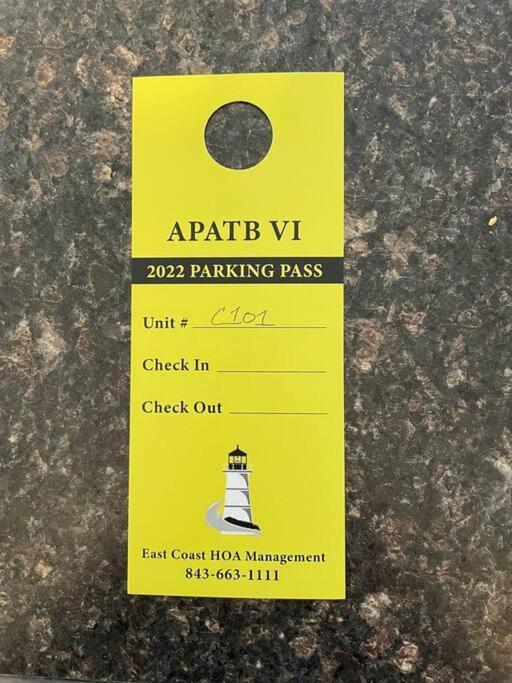 APATB VI
2022 PARKING PASS
Unit # C101
Check In
Check Out
East Coast HOA Management
843-663-1111